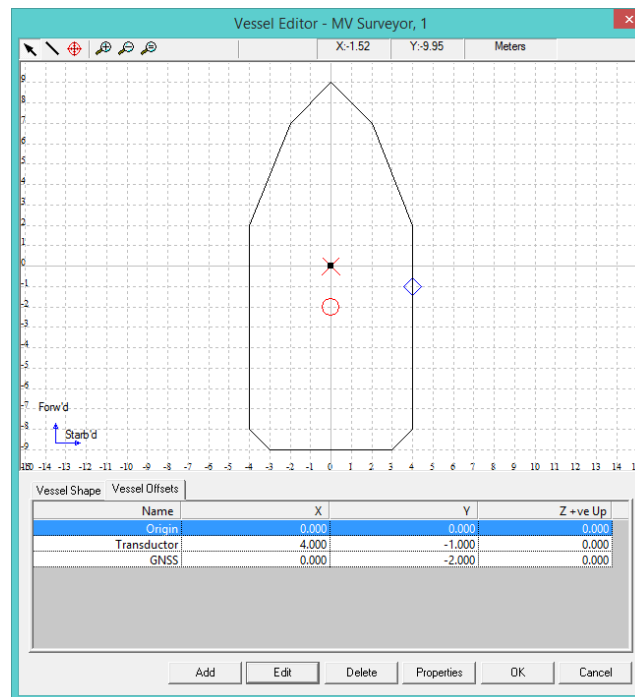 Vessel Editor - MV Surveyor, 1
X:-1.52 Y:-9.95 Meters
9
8
7
6
5
4
3
2
1
0
-1
-2
-3
-4
-5
-6
-7
-8
-9
Forw'd
Starb'd
-14 -13 -12 -11 -10 -9 -8 -7 -6 -5 -4 -3 -2 -1 0 1 2 3 4 5 6 7 8 9 10 11 12 13 14
Vessel Shape Vessel Offsets
Name X Y Z +ve Up
Origin 0.000 0.000 0.000
Transductor 4.000 -1.000 0.000
GNSS 0.000 -2.000 0.000
Add Edit Delete Properties OK Cancel